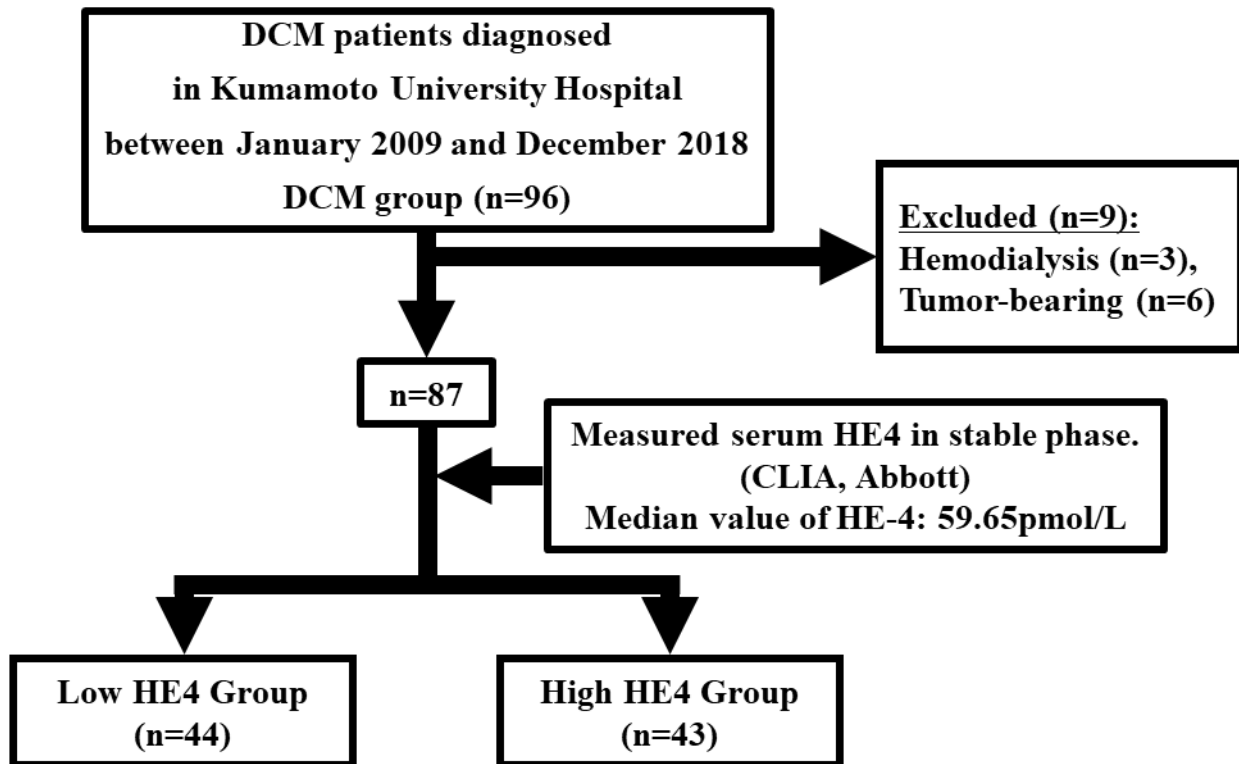 DCM patients diagnosed
in Kumamoto University Hospital
between January 2009 and December 2018
DCM group (n=96)
Excluded (n=9):
Hemodialysis (n=3),
Tumor-bearing (n=6)
n=87
Measured serum HE4 in stable phase.
(CLIA, Abbott)
Median value of HE-4: 59.65pmol/L
Low HE4 Group
(n=44)
High HE4 Group
(n=43)